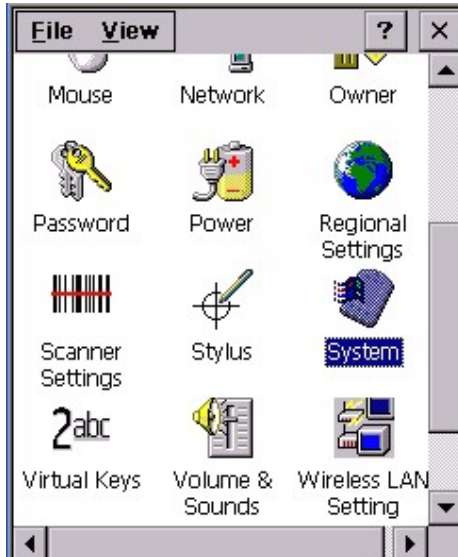 File View ? ×
Mouse Network Owner
Password Power Regional
Settings
Scanner Stylus System
Settings
2abc
Virtual Keys Volume & Wireless LAN
Sounds Setting